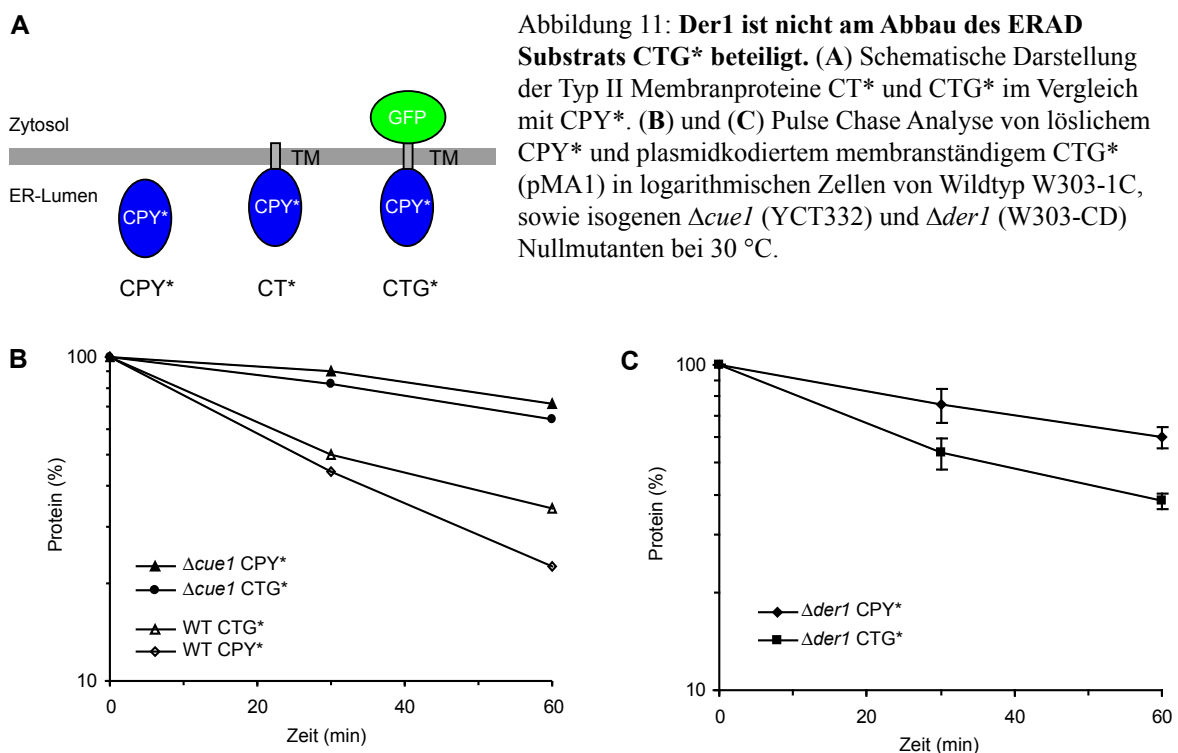 A
Zytosol
GFP
TM
TM
ER-Lumen
CPY*
CPY*
CPY*
CPY*
CT*
CTG*
Abbildung 11: Der1 ist nicht am Abbau des ERAD
Substrats CTG* beteiligt. (A) Schematische Darstellung
der Typ II Membranproteine CT* und CTG* im Vergleich
mit CPY*. (B) und (C) Pulse Chase Analyse von löslichem
CPY* und plasmidkodiertem membranständigem CTG*
(pMA1) in logarithmischen Zellen von Wildtyp W303-1C,
sowie isogenen Δcue1 (YCT332) und Δder1 (W303-CD)
Nullmutanten bei 30 °C.
B
100
10
Protein (%)
Δcue1 CPY*
Δcue1 CTG*
WT CTG*
WT CPY*
0 20 40 60
Zeit (min)
C
100
10
Protein (%)
Δder1 CPY*
Δder1 CTG*
0 20 40 60
Zeit (min)